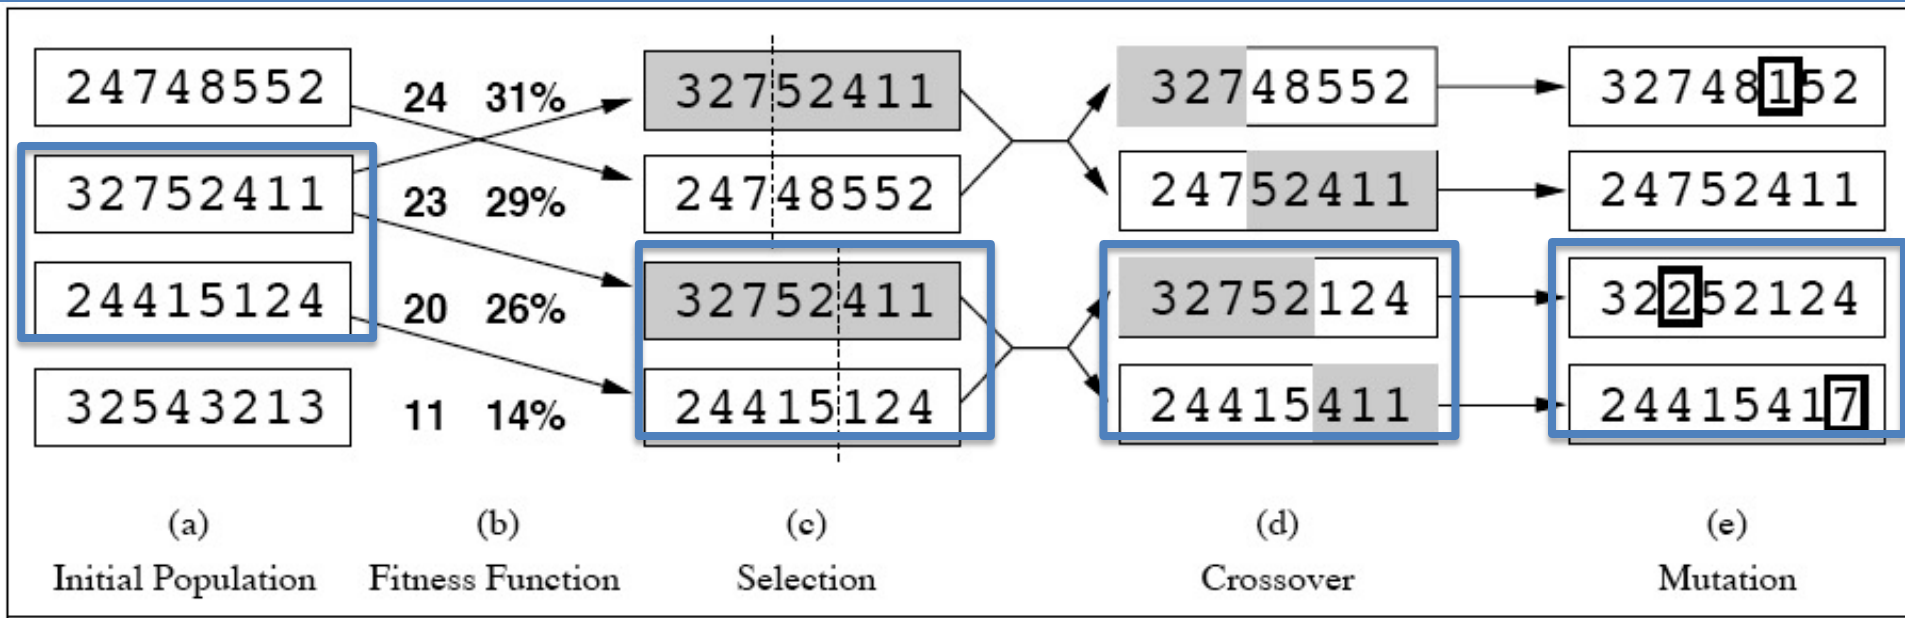 24748552 24 31% 32752411 32748552 32748152
32752411 23 29% 24748552 24752411 24752411
24415124 20 26% 32752411 32752124 32252124
32543213 11 14% 24415124 24415411 24415417
(a) (b) (c) (d) (e)
Initial Population Fitness Function Selection Crossover Mutation